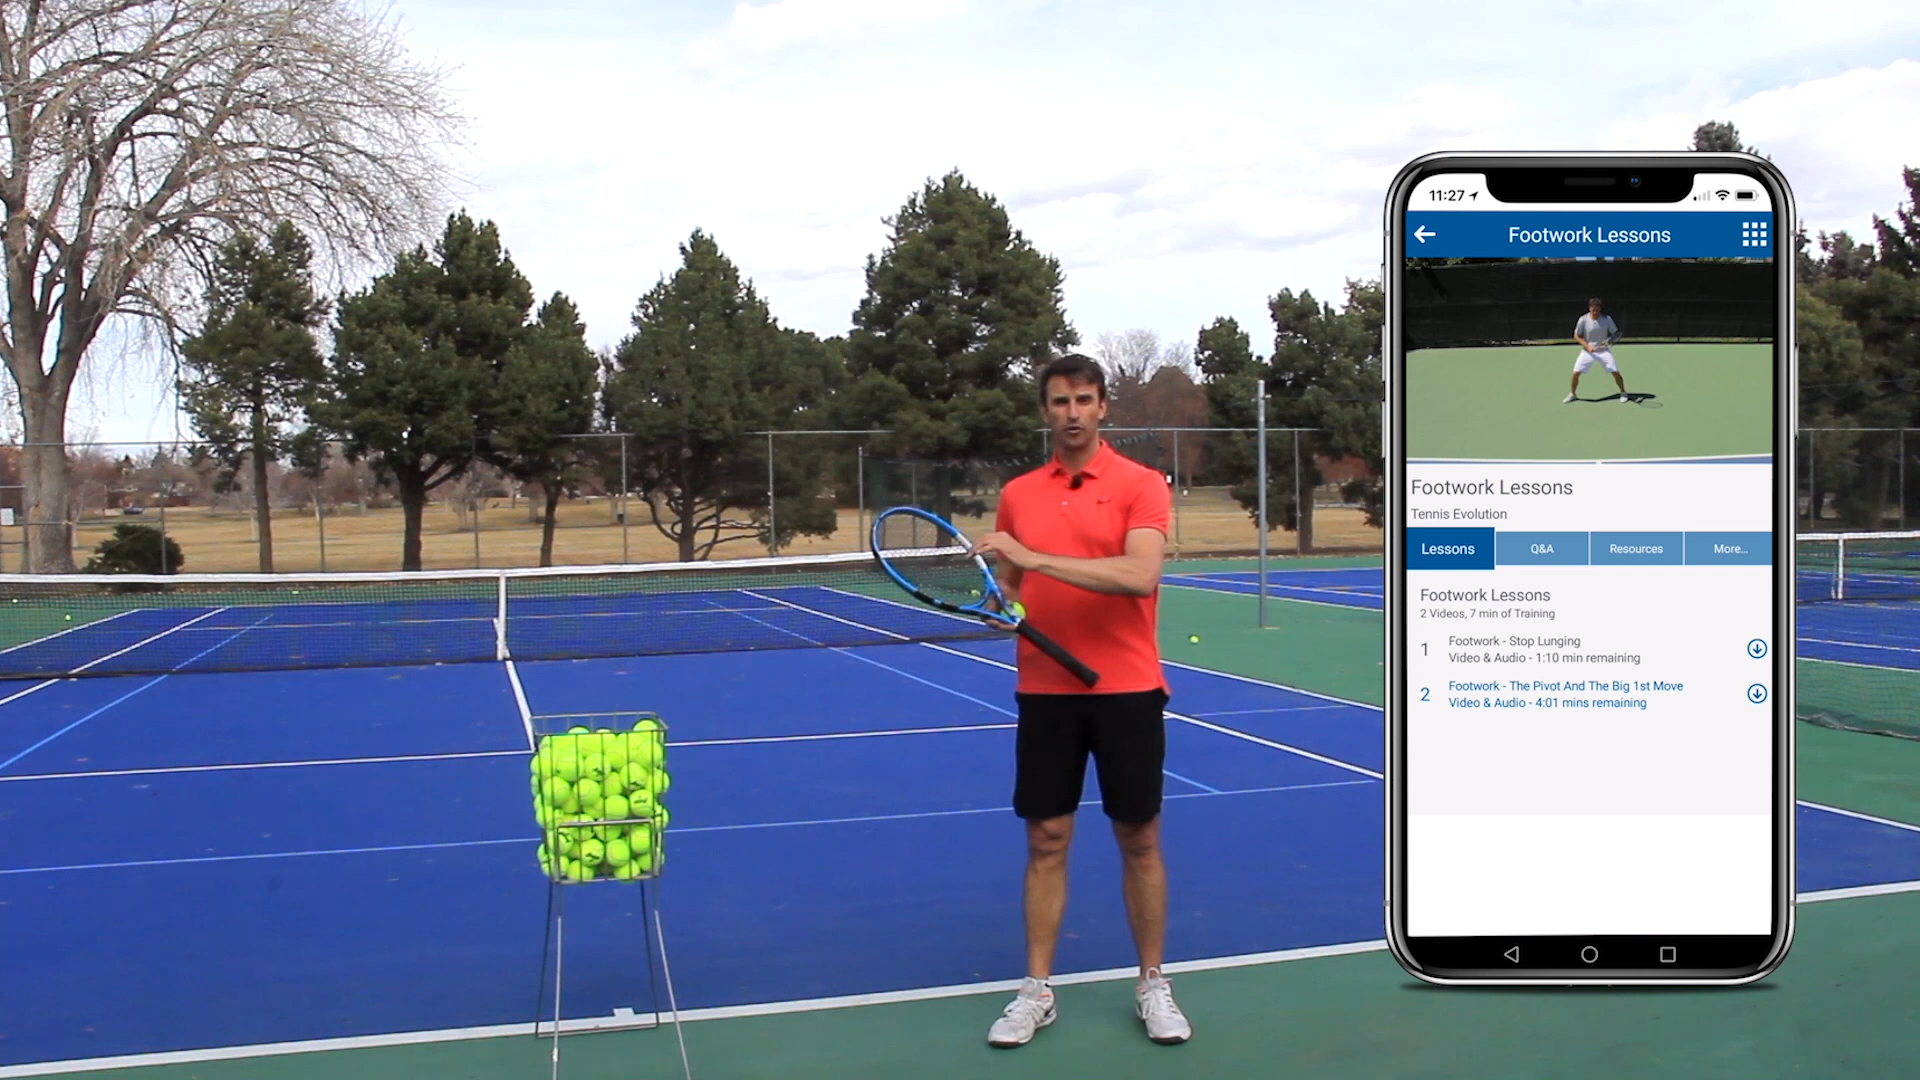 11:27
Footwork Lessons
Footwork Lessons
Tennis Evolution
Lessons
Q&A
Resources
More...
Footwork Lessons
2 Videos, 7 min of Training
1
Footwork - Stop Lunging
Video & Audio - 1:10 min remaining
2
Footwork - The Pivot And The Big 1st Move
Video & Audio - 4:01 mins remaining